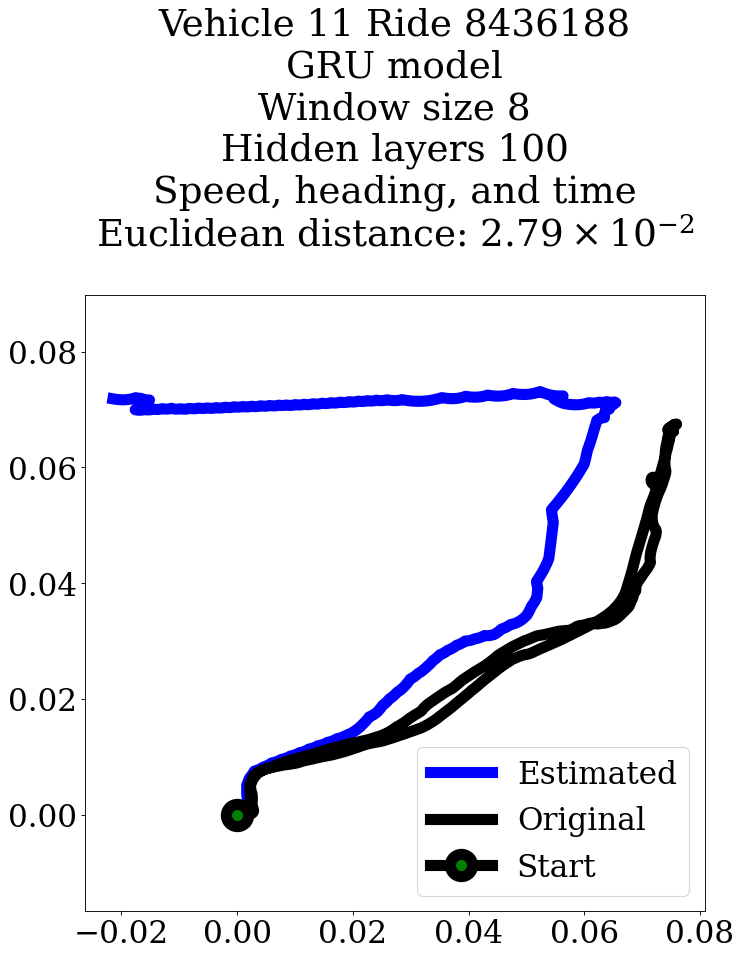 Vehicle 11 Ride 8436188
GRU model
Window size 8
Hidden layers 100
Speed, heading, and time
Euclidean distance: 2.79 × 10⁻²
0.08
0.06
0.04
0.02
0.00
Estimated
Original
Start
−0.02 0.00 0.02 0.04 0.06 0.08